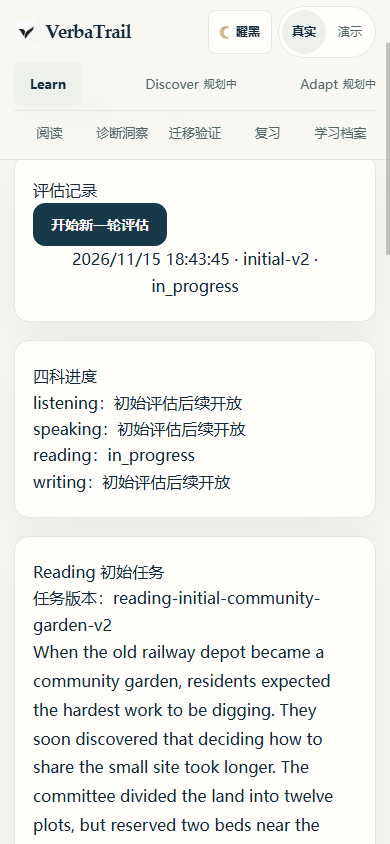 VerbaTrail
曜黑
真实
演示
Learn
Discover 规划中
Adapt 规划中
阅读
诊断洞察
迁移验证
复习
学习档案
评估记录
开始新一轮评估
2026/11/15 18:43:45 · initial-v2 ·
in_progress
四科进度
listening：初始评估后续开放
speaking：初始评估后续开放
reading：in_progress
writing：初始评估后续开放
Reading 初始任务
任务版本：reading-initial-community-
garden-v2
When the old railway depot became a
community garden, residents expected
the hardest work to be digging. They
soon discovered that deciding how to
share the small site took longer. The
committee divided the land into twelve
plots, but reserved two beds near the